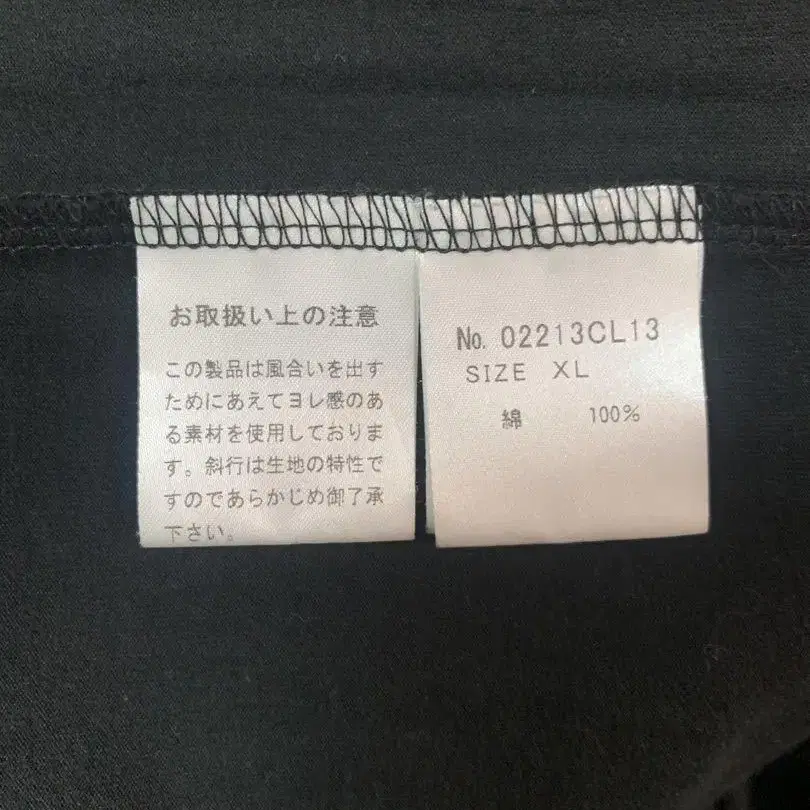 お取扱い上の注意
この製品は風合いを出す
ためにあえてヨレ感のあ
る素材を使用しておりま
す。斜行は生地の特性で
すのであらかじめ御了承
下さい。
No. 02213CL13
SIZE XL
綿 100%